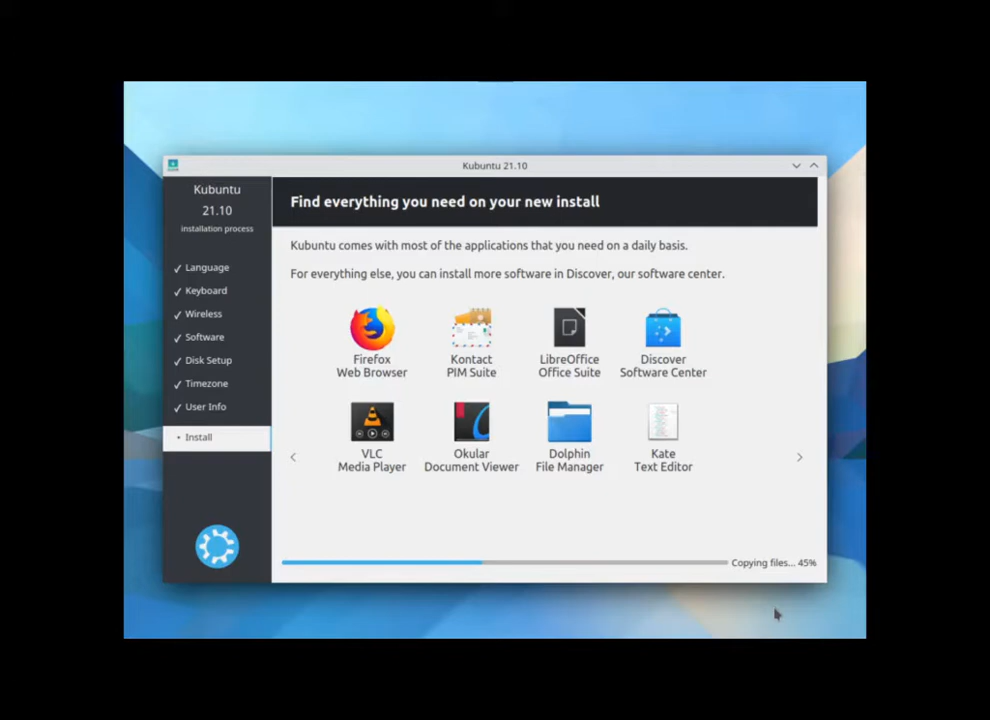 Kubuntu 21.10
Kubuntu
21.10
installation process
Language
Keyboard
Wireless
Software
Disk Setup
Timezone
User Info
Install
Find everything you need on your new install
Kubuntu comes with most of the applications that you need on a daily basis.
For everything else, you can install more software in Discover, our software center.
Firefox
Web Browser
Kontact
PIM Suite
LibreOffice
Office Suite
Discover
Software Center
VLC
Media Player
Okular
Document Viewer
Dolphin
File Manager
Kate
Text Editor
Copying files... 45%